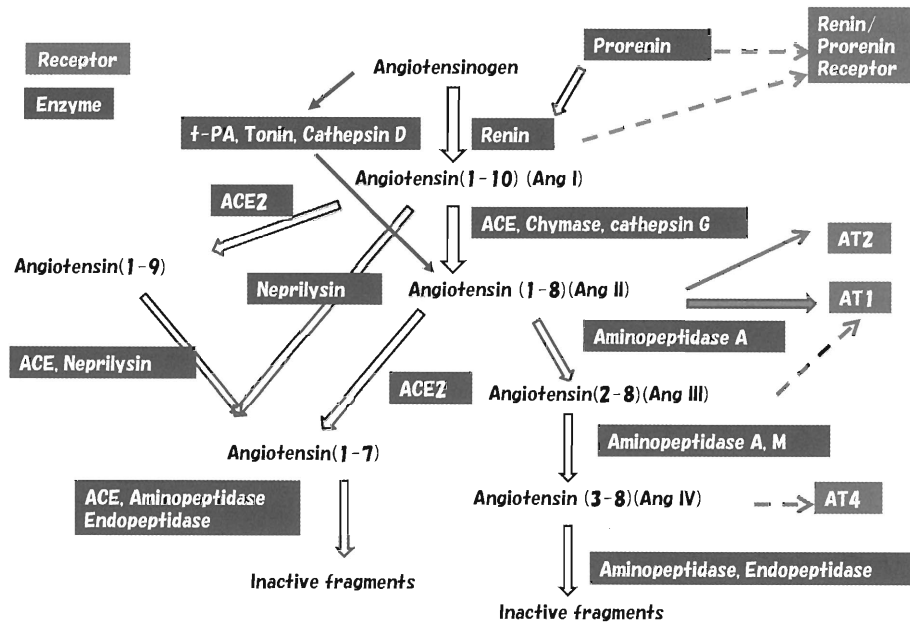 Renin/
Prorenin
Receptor
Prorenin
Receptor
Angiotensinogen
Enzyme
t-PA, Tonin, Cathepsin D
Renin
Angiotensin(1-10) (Ang I)
ACE2
ACE, Chymase, cathepsin G
AT2
Angiotensin(1-9)
Neprilysin
Angiotensin (1-8)(Ang II)
AT1
Aminopeptidase A
ACE, Neprilysin
ACE2
Angiotensin(2-8)(Ang III)
Angiotensin(1-7)
Aminopeptidase A, M
ACE, Aminopeptidase
Endopeptidase
Angiotensin (3-8)(Ang IV)
AT4
Inactive fragments
Aminopeptidase, Endopeptidase
Inactive fragments